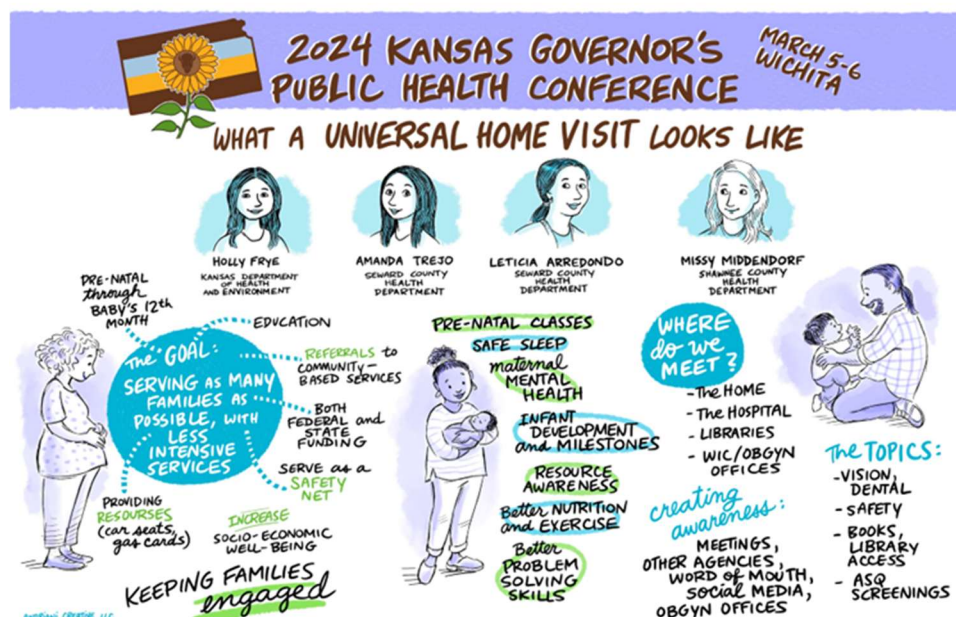 2024 KANSAS GOVERNOR'S
PUBLIC HEALTH CONFERENCE
MARCH 5-6
WICHITA
WHAT A UNIVERSAL HOME VISIT LOOKS LIKE
HOLLY FRYE
KANSAS DEPARTMENT
OF HEALTH
AND ENVIRONMENT
AMANDA TREJO
SEWARD COUNTY
HEALTH
DEPARTMENT
LETICIA ARREDONDO
SEWARD COUNTY
HEALTH
DEPARTMENT
MISSY MIDDENDORF
SHAWNEE COUNTY
HEALTH
DEPARTMENT
PRE-NATAL
through
BABY'S 12th
MONTH
The GOAL:
SERVING AS MANY
FAMILIES AS
POSSIBLE, WITH
LESS
INTENSIVE
SERVICES
EDUCATION
REFERRALS to
COMMUNITY-
BASED SERVICES
BOTH
FEDERAL and
STATE
FUNDING
SERVE as a
SAFETY
NET
PROVIDING
RESOURSES
(car seats,
gas cards)
INCREASE
SOCIO-ECONOMIC
WELL-BEING
KEEPING FAMILIES
engaged
PRE-NATAL CLASSES
SAFE SLEEP
maternal
MENTAL
HEALTH
INFANT
DEVELOPMENT
and MILESTONES
RESOURCE
AWARENESS
Better NUTRITION
and EXERCISE
Better
PROBLEM
SOLVING
SKILLS
WHERE
do we
MEET?
-The HOME
- The HOSPITAL
- LIBRARIES
- WIC/OBGYN
OFFICES
creating
awareness:
MEETINGS,
OTHER AGENCIES,
WORD OF MOUTH,
SOCIAL MEDIA,
OBGYN OFFICES
The TOPICS:
-VISION,
DENTAL
- SAFETY
- BOOKS,
LIBRARY
ACCESS
- ASQ
SCREENINGS